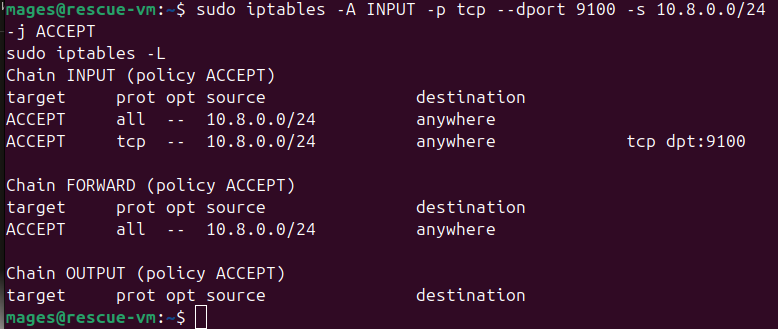 mages@rescue-vm:~$ sudo iptables -A INPUT -p tcp --dport 9100 -s 10.8.0.0/24
-j ACCEPT
sudo iptables -L
Chain INPUT (policy ACCEPT)
target     prot opt source               destination
ACCEPT     all  --  10.8.0.0/24          anywhere
ACCEPT     tcp  --  10.8.0.0/24          anywhere             tcp dpt:9100

Chain FORWARD (policy ACCEPT)
target     prot opt source               destination
ACCEPT     all  --  10.8.0.0/24          anywhere

Chain OUTPUT (policy ACCEPT)
target     prot opt source               destination
mages@rescue-vm:~$